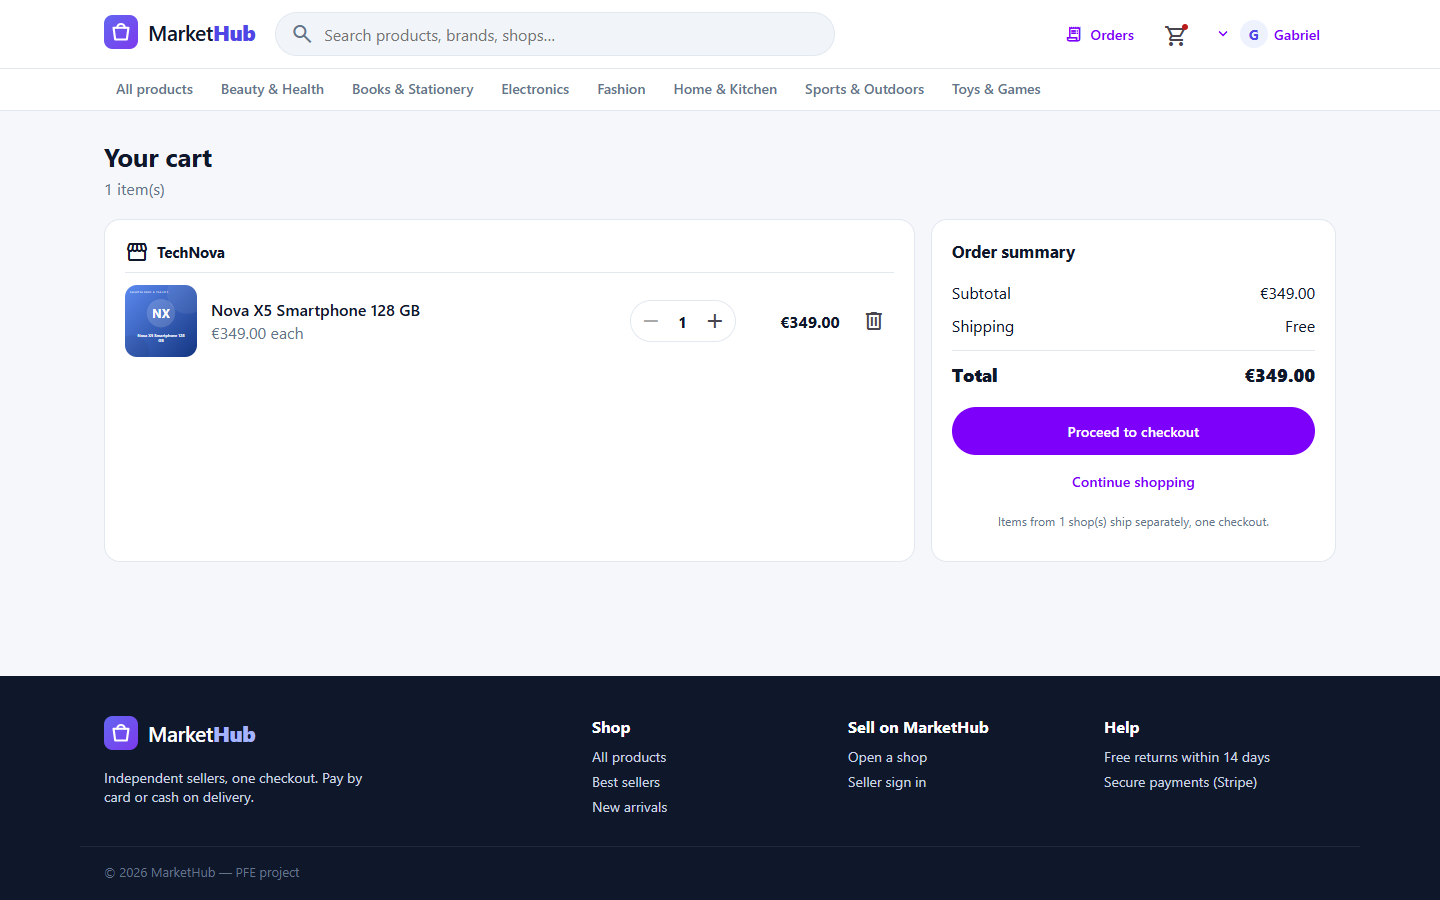 MarketHub
Search products, brands, shops...
Orders
G
Gabriel
All products
Beauty & Health
Books & Stationery
Electronics
Fashion
Home & Kitchen
Sports & Outdoors
Toys & Games
Your cart
1 item(s)
TechNova
NX
Nova X5 Smartphone 128
GB
Nova X5 Smartphone 128 GB
€349.00 each
1
€349.00
Order summary
Subtotal
€349.00
Shipping
Free
Total
€349.00
Proceed to checkout
Continue shopping
Items from 1 shop(s) ship separately, one checkout.
MarketHub
Independent sellers, one checkout. Pay by
card or cash on delivery.
Shop
All products
Best sellers
New arrivals
Sell on MarketHub
Open a shop
Seller sign in
Help
Free returns within 14 days
Secure payments (Stripe)
© 2026 MarketHub — PFE project